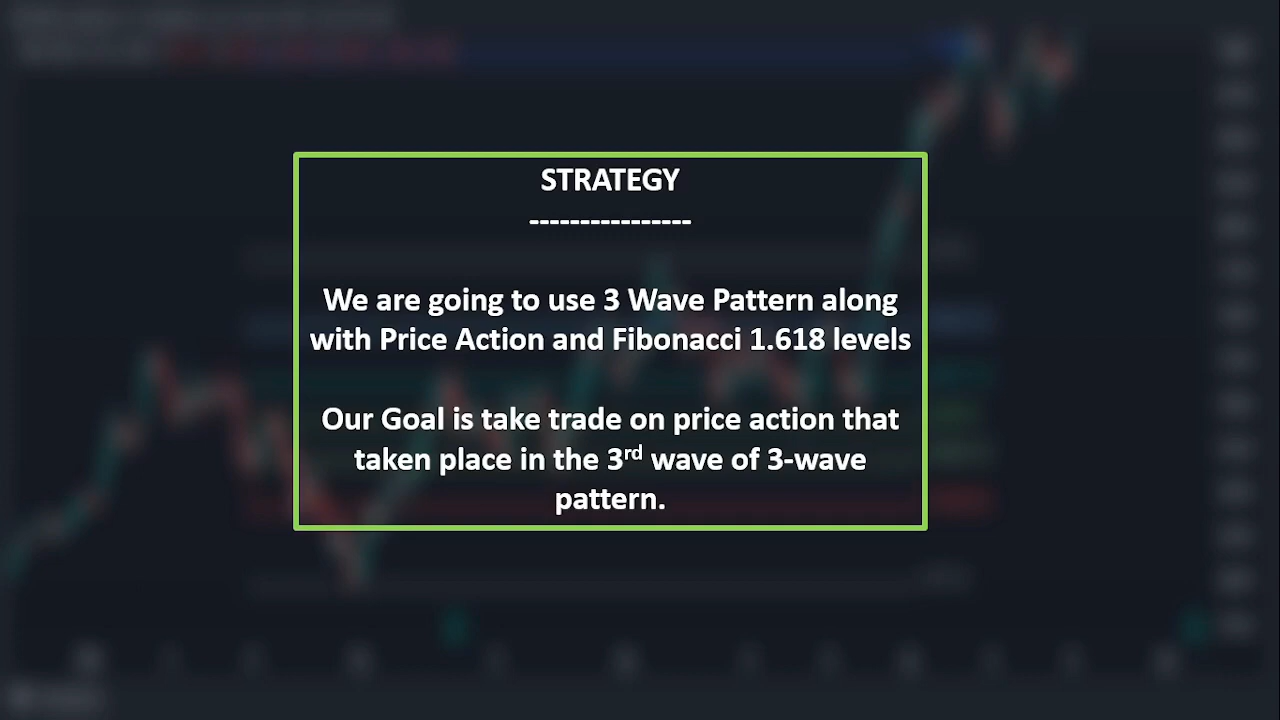 STRATEGY
----------------
We are going to use 3 Wave Pattern along
with Price Action and Fibonacci 1.618 levels
Our Goal is take trade on price action that
taken place in the 3rd wave of 3-wave
pattern.